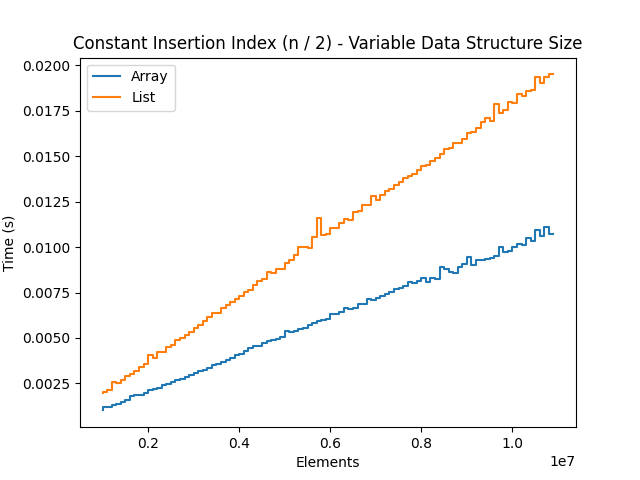 Constant Insertion Index (n / 2) - Variable Data Structure Size
Array
List
0.0200
0.0175
0.0150
0.0125
0.0100
0.0075
0.0050
0.0025
Time (s)
0.2
0.4
0.6
0.8
1.0
1e7
Elements